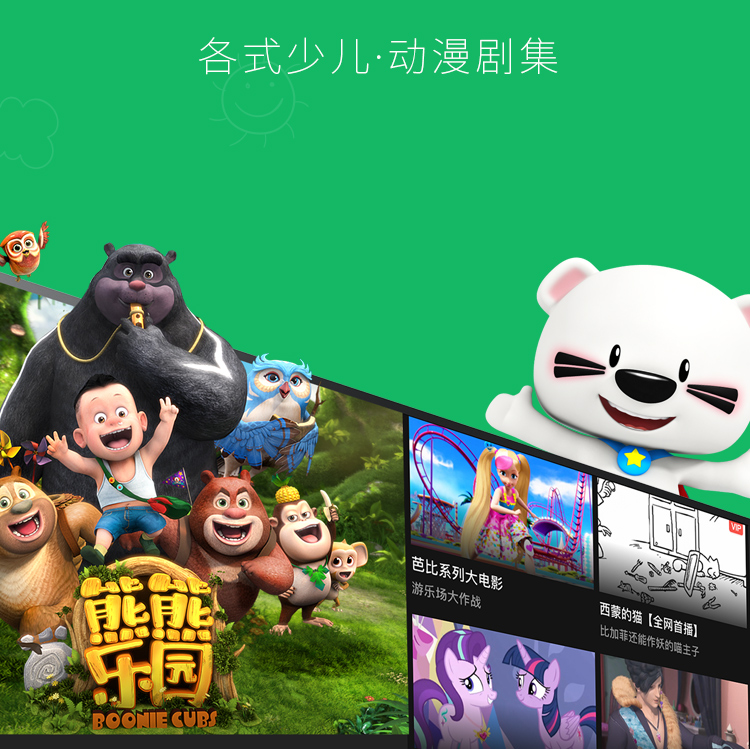 各式少儿·动漫剧集
熊熊
乐园
BOONIE CUBS
芭比系列大电影
游乐场大作战
VIP
西蒙的猫【全网首播】
比加菲还能作妖的喵主子